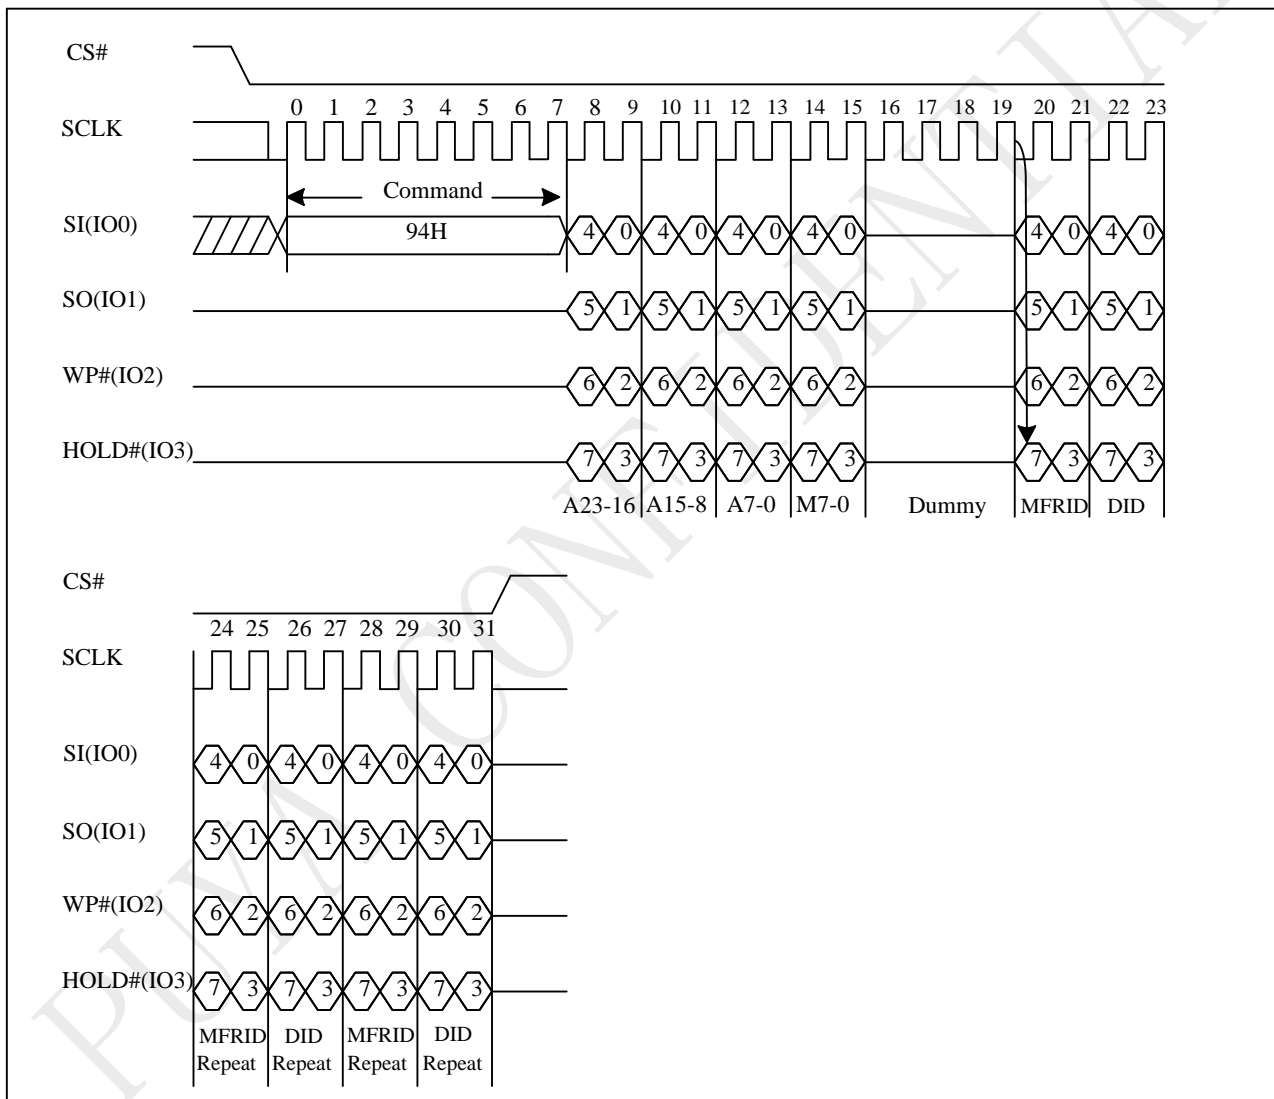 CS#
0 1 2 3 4 5 6 7 8 9 10 11 12 13 14 15 16 17 18 19 20 21 22 23
SCLK
Command
SI(IO0)
94H
4 0 4 0 4 0 4 0 4 0 4 0
SO(IO1)
5 1 5 1 5 1 5 1 5 1 5 1
WP#(IO2)
6 2 6 2 6 2 6 2 6 2 6 2
HOLD#(IO3)
7 3 7 3 7 3 7 3 7 3 7 3
A23-16 A15-8 A7-0 M7-0 Dummy MFRID DID
CS#
24 25 26 27 28 29 30 31
SCLK
SI(IO0)
4 0 4 0 4 0 4 0
SO(IO1)
5 1 5 1 5 1 5 1
WP#(IO2)
6 2 6 2 6 2 6 2
HOLD#(IO3)
7 3 7 3 7 3 7 3
MFRID DID MFRID DID
Repeat Repeat Repeat Repeat
PUYA CONFIDENTIAL